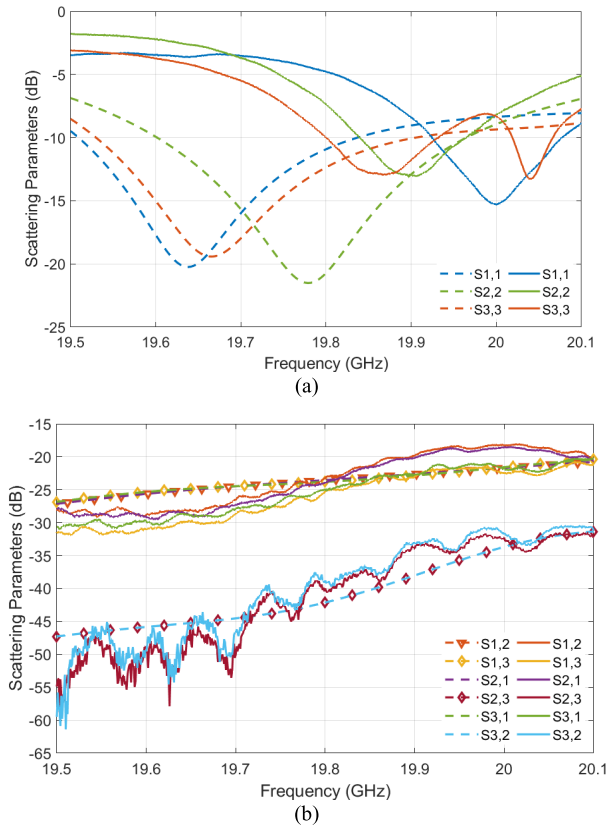 0
-5
-10
-15
-20
-25
Scattering Parameters (dB)
S1,1 S1,1
S2,2 S2,2
S3,3 S3,3
19.5 19.6 19.7 19.8 19.9 20 20.1
Frequency (GHz)
(a)
-15
-20
-25
-30
-35
-40
-45
-50
-55
-60
-65
Scattering Parameters (dB)
S1,2 S1,2
S1,3 S1,3
S2,1 S2,1
S2,3 S2,3
S3,1 S3,1
S3,2 S3,2
19.5 19.6 19.7 19.8 19.9 20 20.1
Frequency (GHz)
(b)